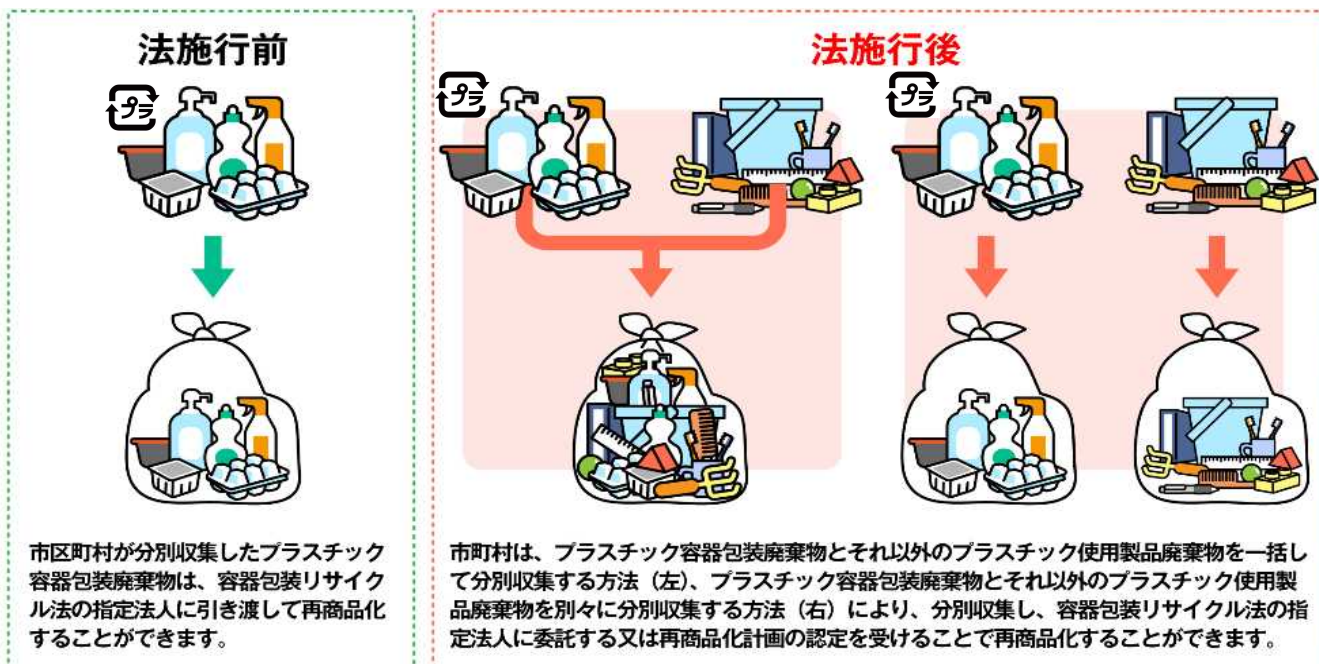 法施行前
プラ
市区町村が分別収集したプラスチック
容器包装廃棄物は、容器包装リサイク
ル法の指定法人に引き渡して再商品化
することができます。
法施行後
プラ
プラ
市町村は、プラスチック容器包装廃棄物とそれ以外のプラスチック使用製品廃棄物を一括し
て分別収集する方法（左）、プラスチック容器包装廃棄物とそれ以外のプラスチック使用製
品廃棄物を別々に分別収集する方法（右）により、分別収集し、容器包装リサイクル法の指
定法人に委託する又は再商品化計画の認定を受けることで再商品化することができます。